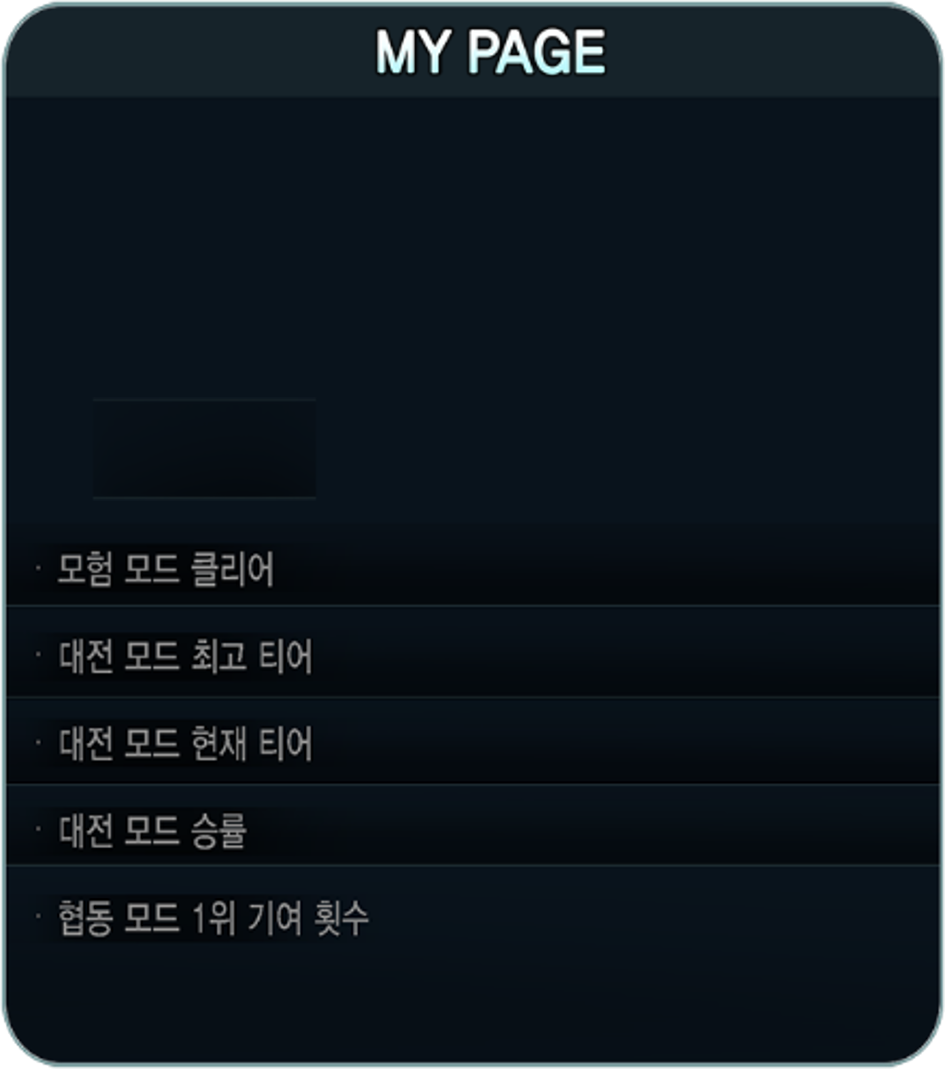 MY PAGE
· 모험 모드 클리어
· 대전 모드 최고 티어
· 대전 모드 현재 티어
· 대전 모드 승률
· 협동 모드 1위 기여 횟수